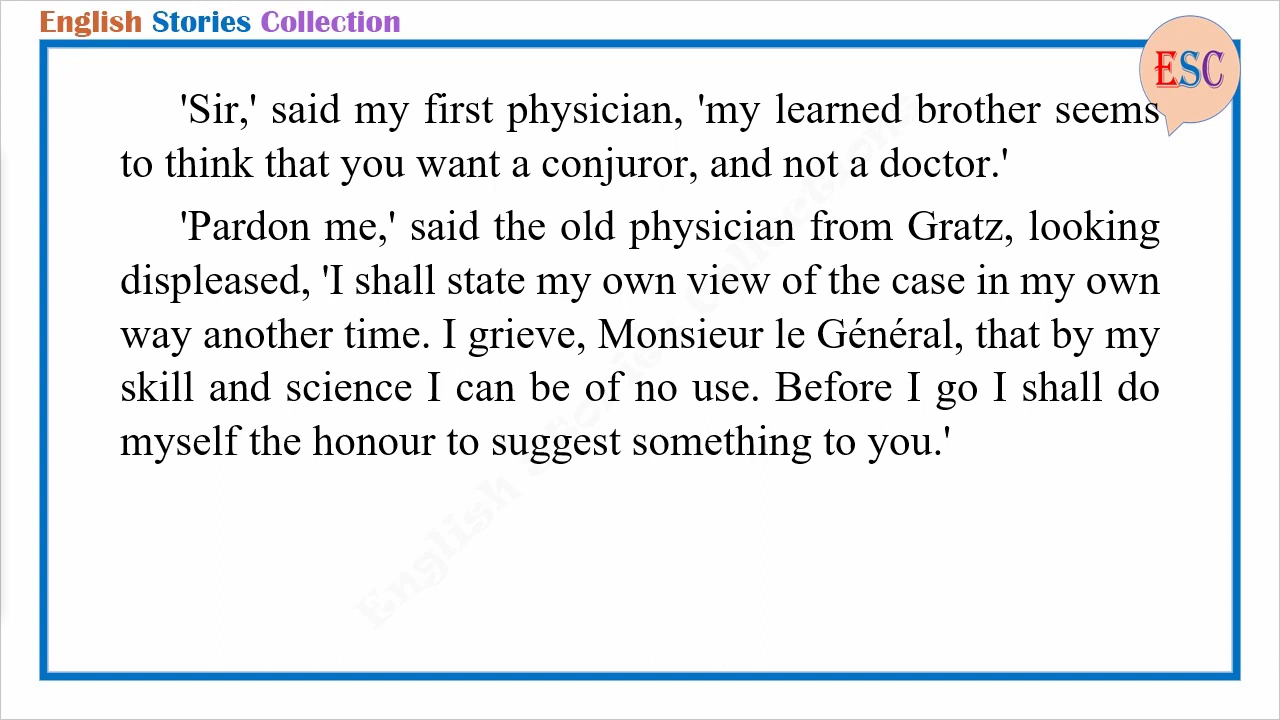 English Stories Collection
ESC
'Sir,' said my first physician, 'my learned brother seems
to think that you want a conjuror, and not a doctor.'
'Pardon me,' said the old physician from Gratz, looking
displeased, 'I shall state my own view of the case in my own
way another time. I grieve, Monsieur le Général, that by my
skill and science I can be of no use. Before I go I shall do
myself the honour to suggest something to you.'
English Stories Collection